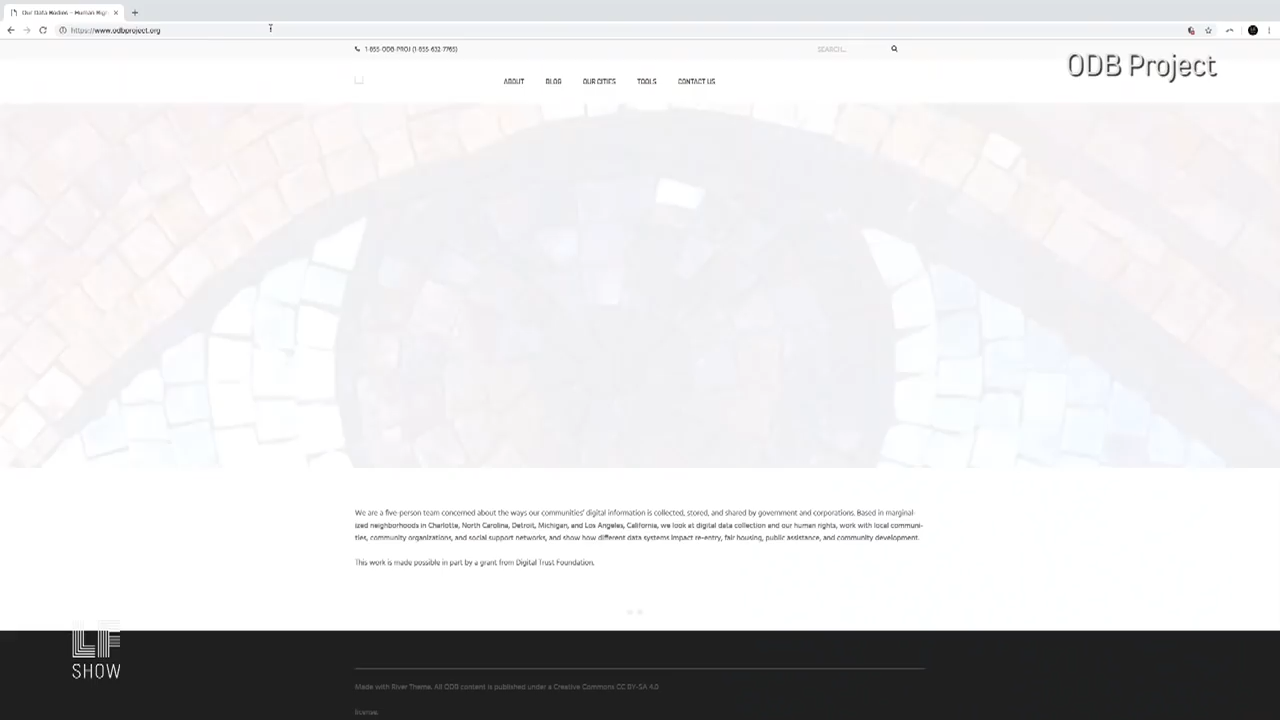 Our Data Bodies – Human Rig
https://www.odbproject.org
1-855-ODB-PROJ (1-855-632-7765)
SEARCH...
ODB Project
ABOUT BLOG OUR CITIES TOOLS CONTACT US
We are a five-person team concerned about the ways our communities' digital information is collected, stored, and shared by government and corporations. Based in marginal-
ized neighborhoods in Charlotte, North Carolina, Detroit, Michigan, and Los Angeles, California, we look at digital data collection and our human rights, work with local communi-
ties, community organizations, and social support networks, and show how different data systems impact re-entry, fair housing, public assistance, and community development.
This work is made possible in part by a grant from Digital Trust Foundation.
LF
SHOW
Made with River Theme. All ODB content is published under a Creative Commons CC BY-SA 4.0
license.